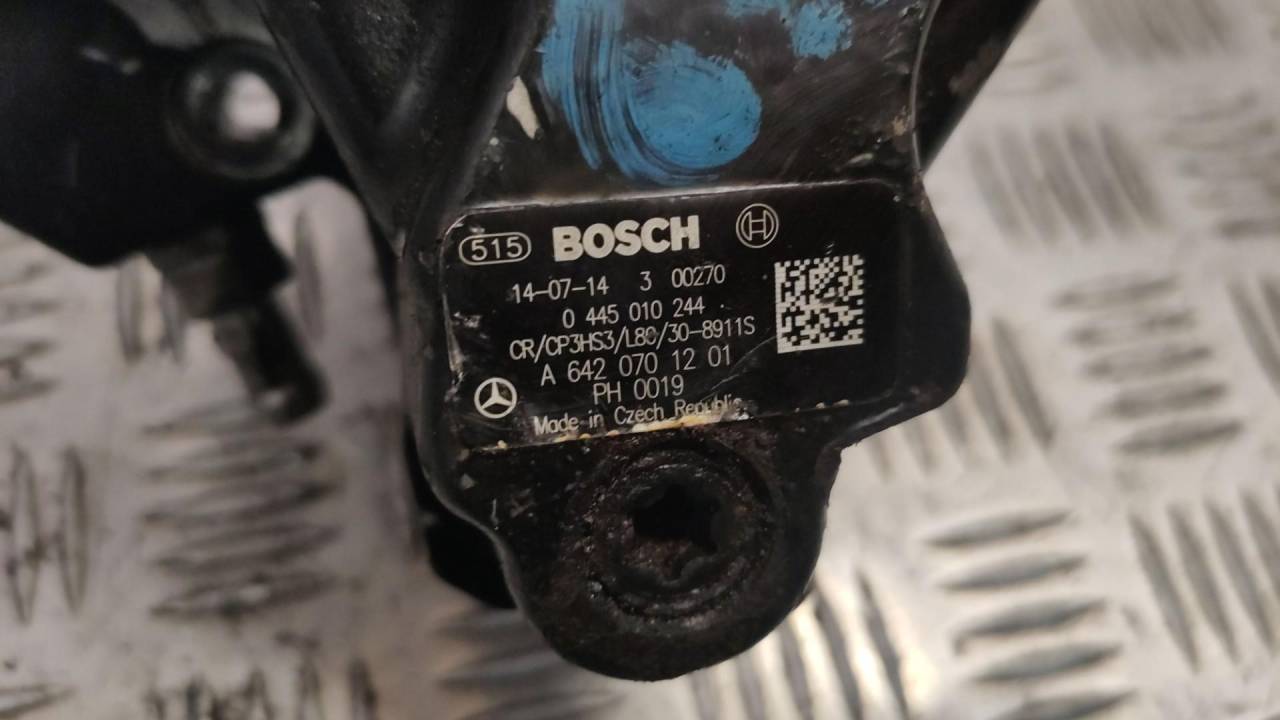 515 BOSCH
14-07-14 3 00270
0 445 010 244
CR/CP3HS3/L80/30-8911S
A 642 070 12 01
PH 0019
Made in Czech Republic